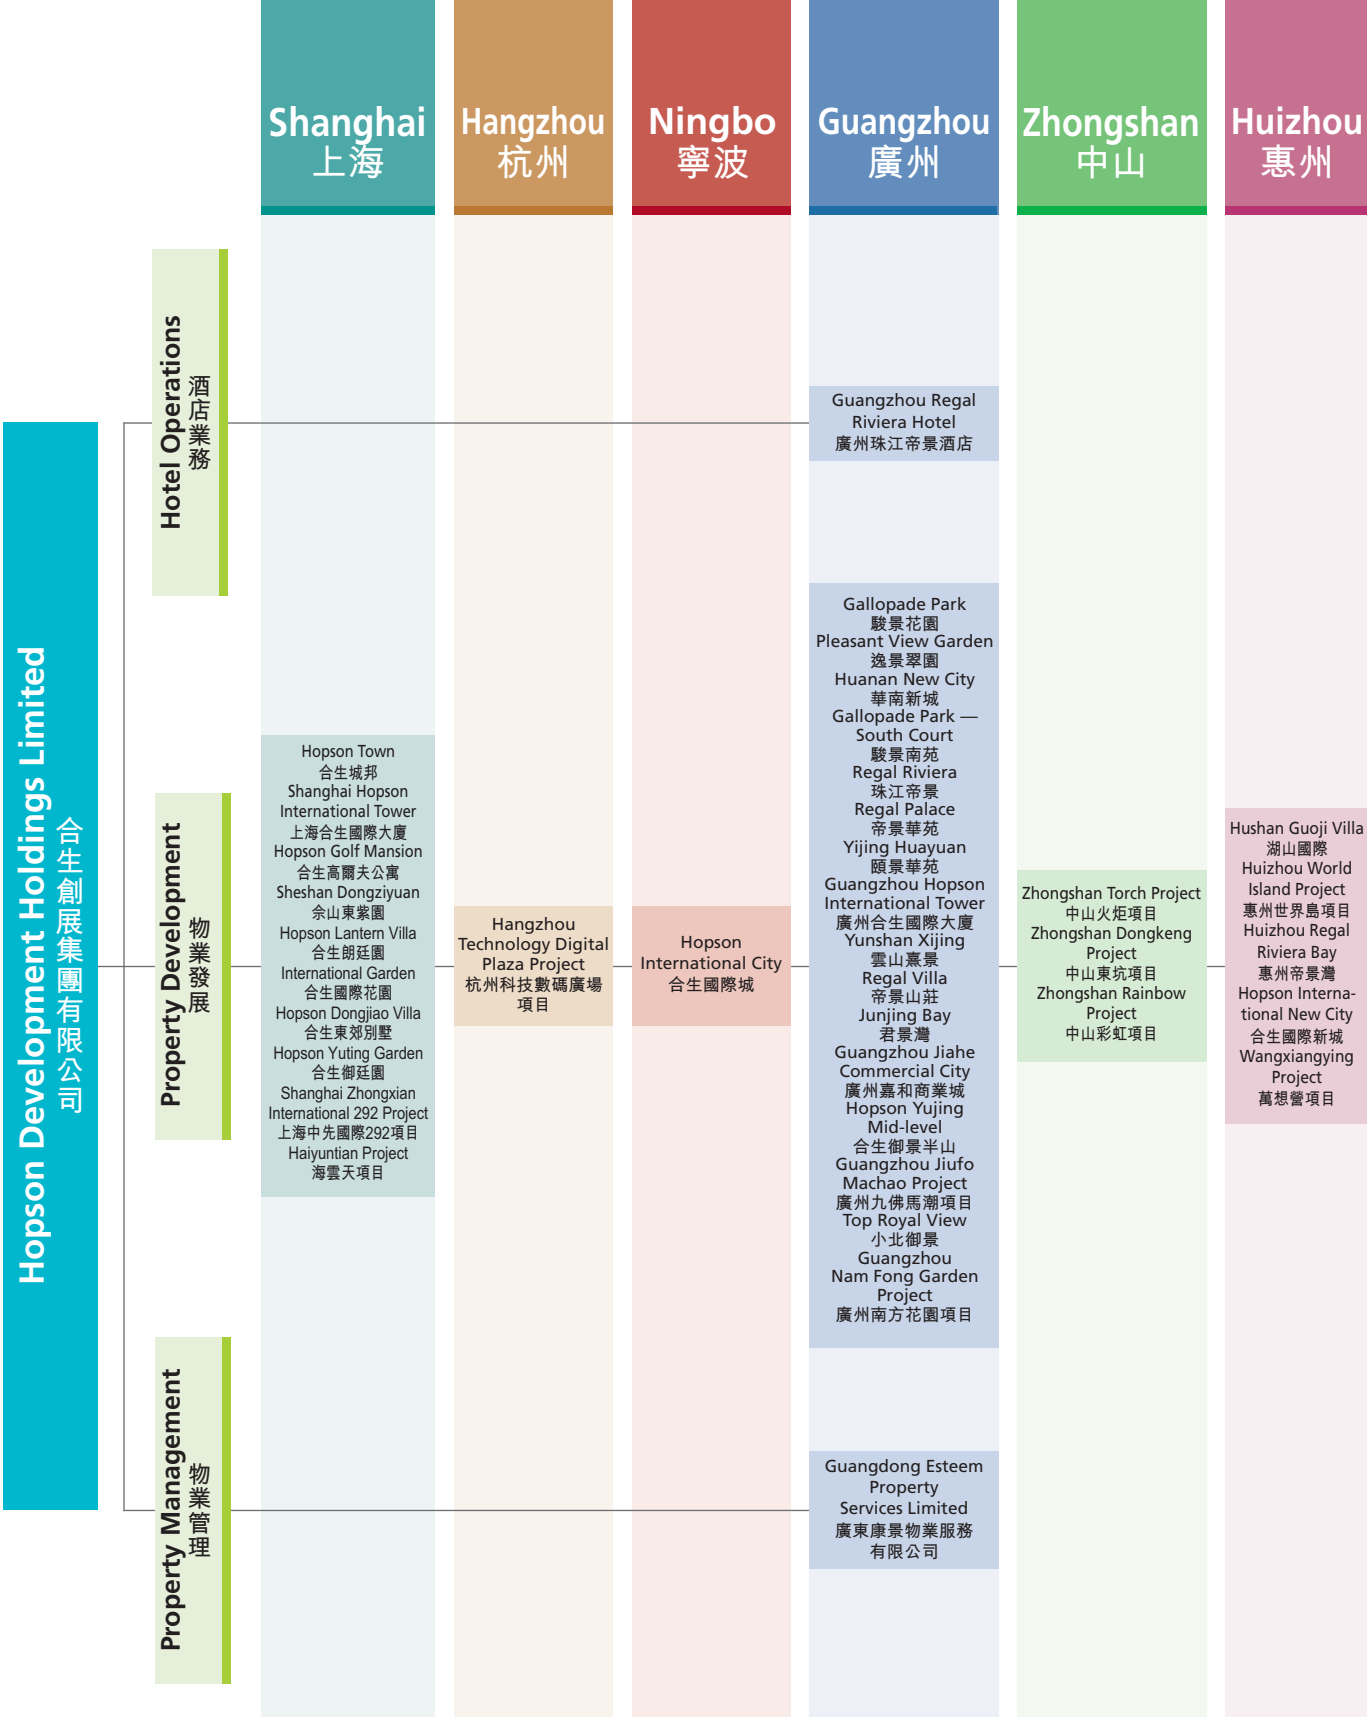 Shanghai
上海
Hangzhou
杭州
Ningbo
寧波
Guangzhou
廣州
Zhongshan
中山
Huizhou
惠州
Hopson Development Holdings Limited
合生創展集團有限公司
Hotel Operations
酒店業務
Guangzhou Regal
Riviera Hotel
廣州珠江帝景酒店
Property Development
物業發展
Hopson Town
合生城邦
Shanghai Hopson
International Tower
上海合生國際大廈
Hopson Golf Mansion
合生高爾夫公寓
Sheshan Dongziyuan
佘山東紫園
Hopson Lantern Villa
合生朗廷園
International Garden
合生國際花園
Hopson Dongjiao Villa
合生東郊別墅
Hopson Yuting Garden
合生御廷園
Shanghai Zhongxian
International 292 Project
上海中先國際292項目
Haiyuntian Project
海雲天項目
Hangzhou
Technology Digital
Plaza Project
杭州科技數碼廣場
項目
Hopson
International City
合生國際城
Gallopade Park
駿景花園
Pleasant View Garden
逸景翠園
Huanan New City
華南新城
Gallopade Park —
South Court
駿景南苑
Regal Riviera
珠江帝景
Regal Palace
帝景華苑
Yijing Huayuan
頤景華苑
Guangzhou Hopson
International Tower
廣州合生國際大廈
Yunshan Xijing
雲山熹景
Regal Villa
帝景山莊
Junjing Bay
君景灣
Guangzhou Jiahe
Commercial City
廣州嘉和商業城
Hopson Yujing
Mid-level
合生御景半山
Guangzhou Jiufo
Machao Project
廣州九佛馬潮項目
Top Royal View
小北御景
Guangzhou
Nam Fong Garden
Project
廣州南方花園項目
Zhongshan Torch Project
中山火炬項目
Zhongshan Dongkeng
Project
中山東坑項目
Zhongshan Rainbow
Project
中山彩虹項目
Hushan Guoji Villa
湖山國際
Huizhou World
Island Project
惠州世界島項目
Huizhou Regal
Riviera Bay
惠州帝景灣
Hopson Interna-
tional New City
合生國際新城
Wangxiangying
Project
萬想營項目
Property Management
物業管理
Guangdong Esteem
Property
Services Limited
廣東康景物業服務
有限公司